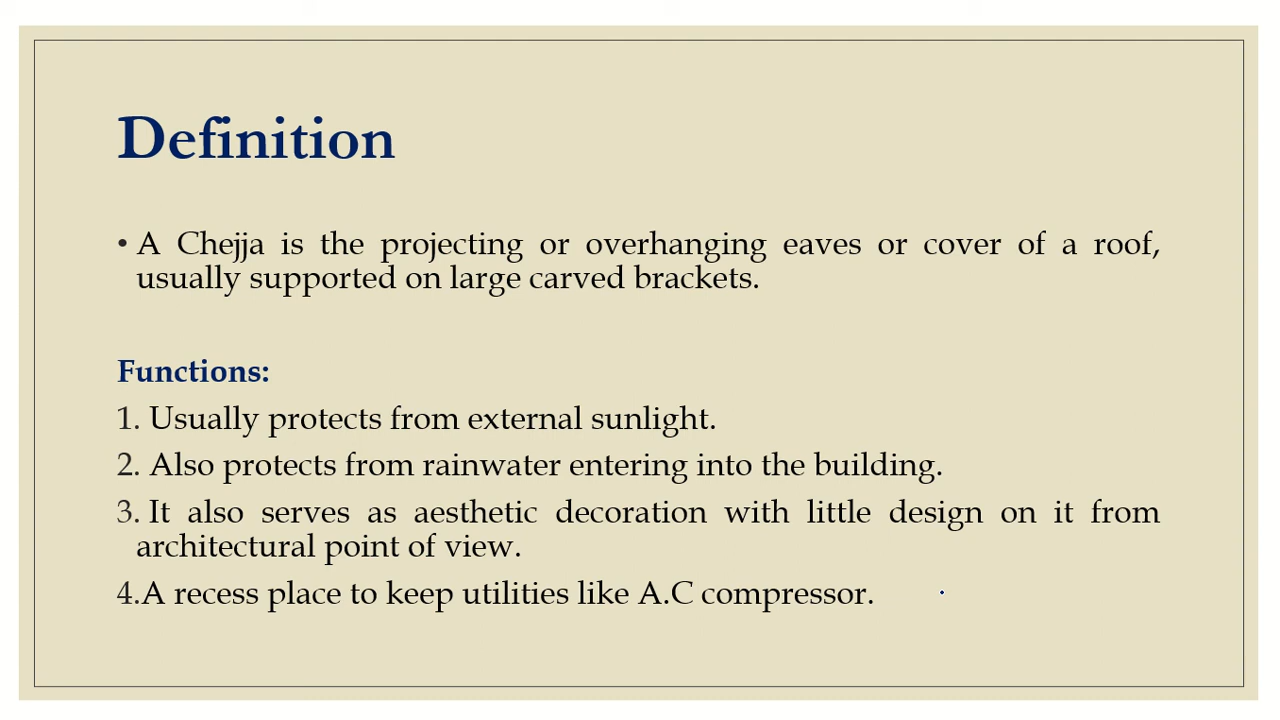 Definition
• A Chejja is the projecting or overhanging eaves or cover of a roof,
usually supported on large carved brackets.
Functions:
1. Usually protects from external sunlight.
2. Also protects from rainwater entering into the building.
3. It also serves as aesthetic decoration with little design on it from
architectural point of view.
4.A recess place to keep utilities like A.C compressor.